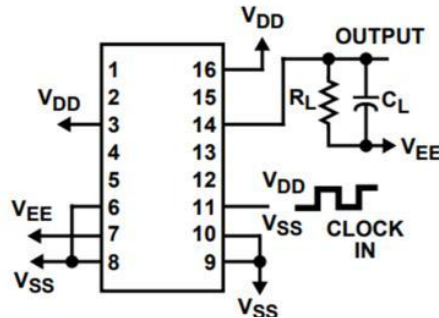 VDD
OUTPUT
1 16
2 15
VDD 3 14 RL CL
4 13
VEE
5 12
VDD
6 11
VEE 7 10 VSS CLOCK IN
VSS 8 9
VSS